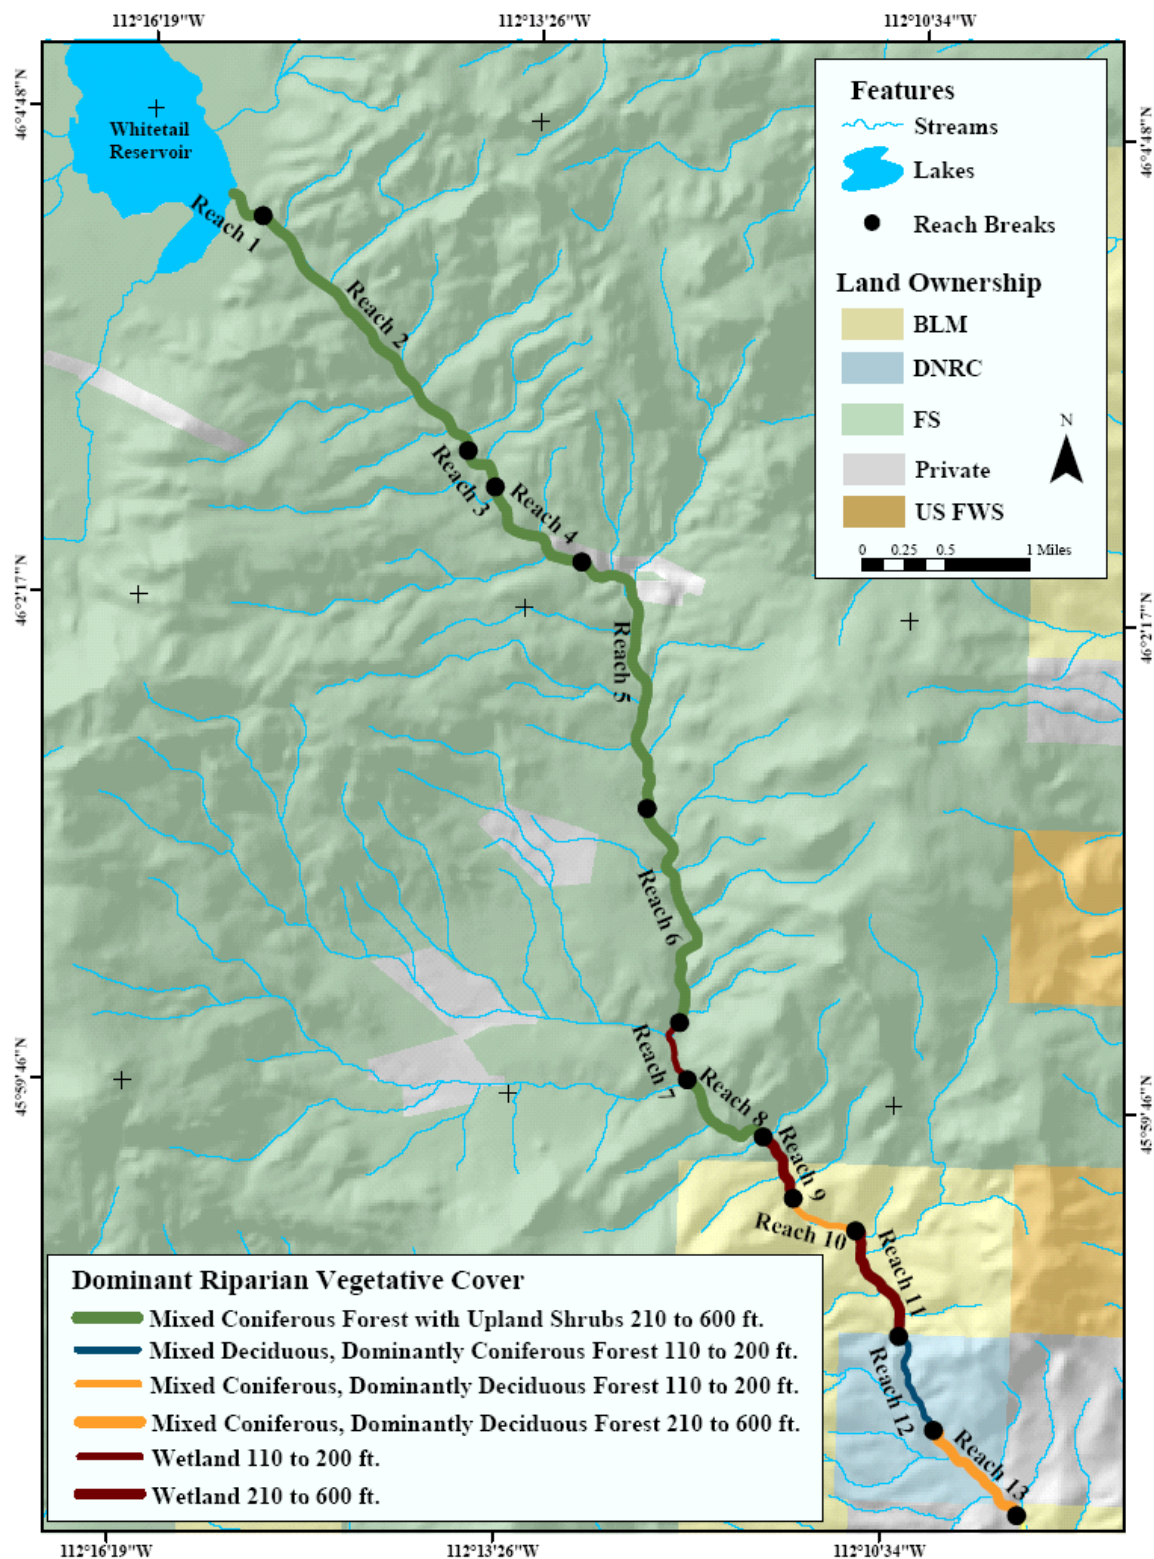 112°16'19"W
112°13'26"W
112°10'34"W
46°4'48"N
46°4'48"N
Whitetail
Reservoir
Features
Streams
Lakes
Reach Breaks
Land Ownership
BLM
DNRC
FS
Private
US FWS
N
0 0.25 0.5 1 Miles
Reach 1
Reach 2
Reach 3
Reach 4
46°2'17"N
46°2'17"N
Reach 5
Reach 6
Reach 7
Reach 8
45°59'46"N
45°59'46"N
Reach 9
Reach 10
Reach 11
Reach 12
Reach 13
Dominant Riparian Vegetative Cover
Mixed Coniferous Forest with Upland Shrubs 210 to 600 ft.
Mixed Deciduous, Dominantly Coniferous Forest 110 to 200 ft.
Mixed Coniferous, Dominantly Deciduous Forest 110 to 200 ft.
Mixed Coniferous, Dominantly Deciduous Forest 210 to 600 ft.
Wetland 110 to 200 ft.
Wetland 210 to 600 ft.
112°16'19"W
112°13'26"W
112°10'34"W